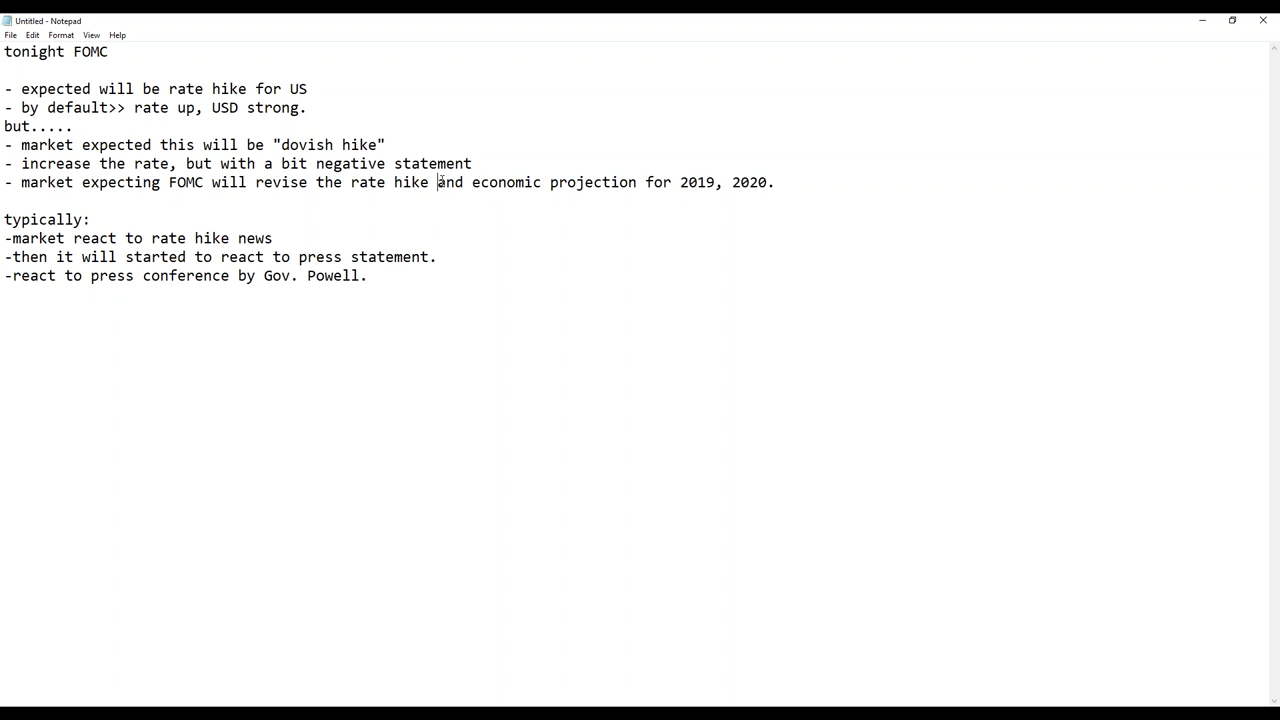 Untitled - Notepad
File Edit Format View Help
tonight FOMC
- expected will be rate hike for US
- by default>> rate up, USD strong.
but.....
- market expected this will be "dovish hike"
- increase the rate, but with a bit negative statement
- market expecting FOMC will revise the rate hike and economic projection for 2019, 2020.
typically:
-market react to rate hike news
-then it will started to react to press statement.
-react to press conference by Gov. Powell.